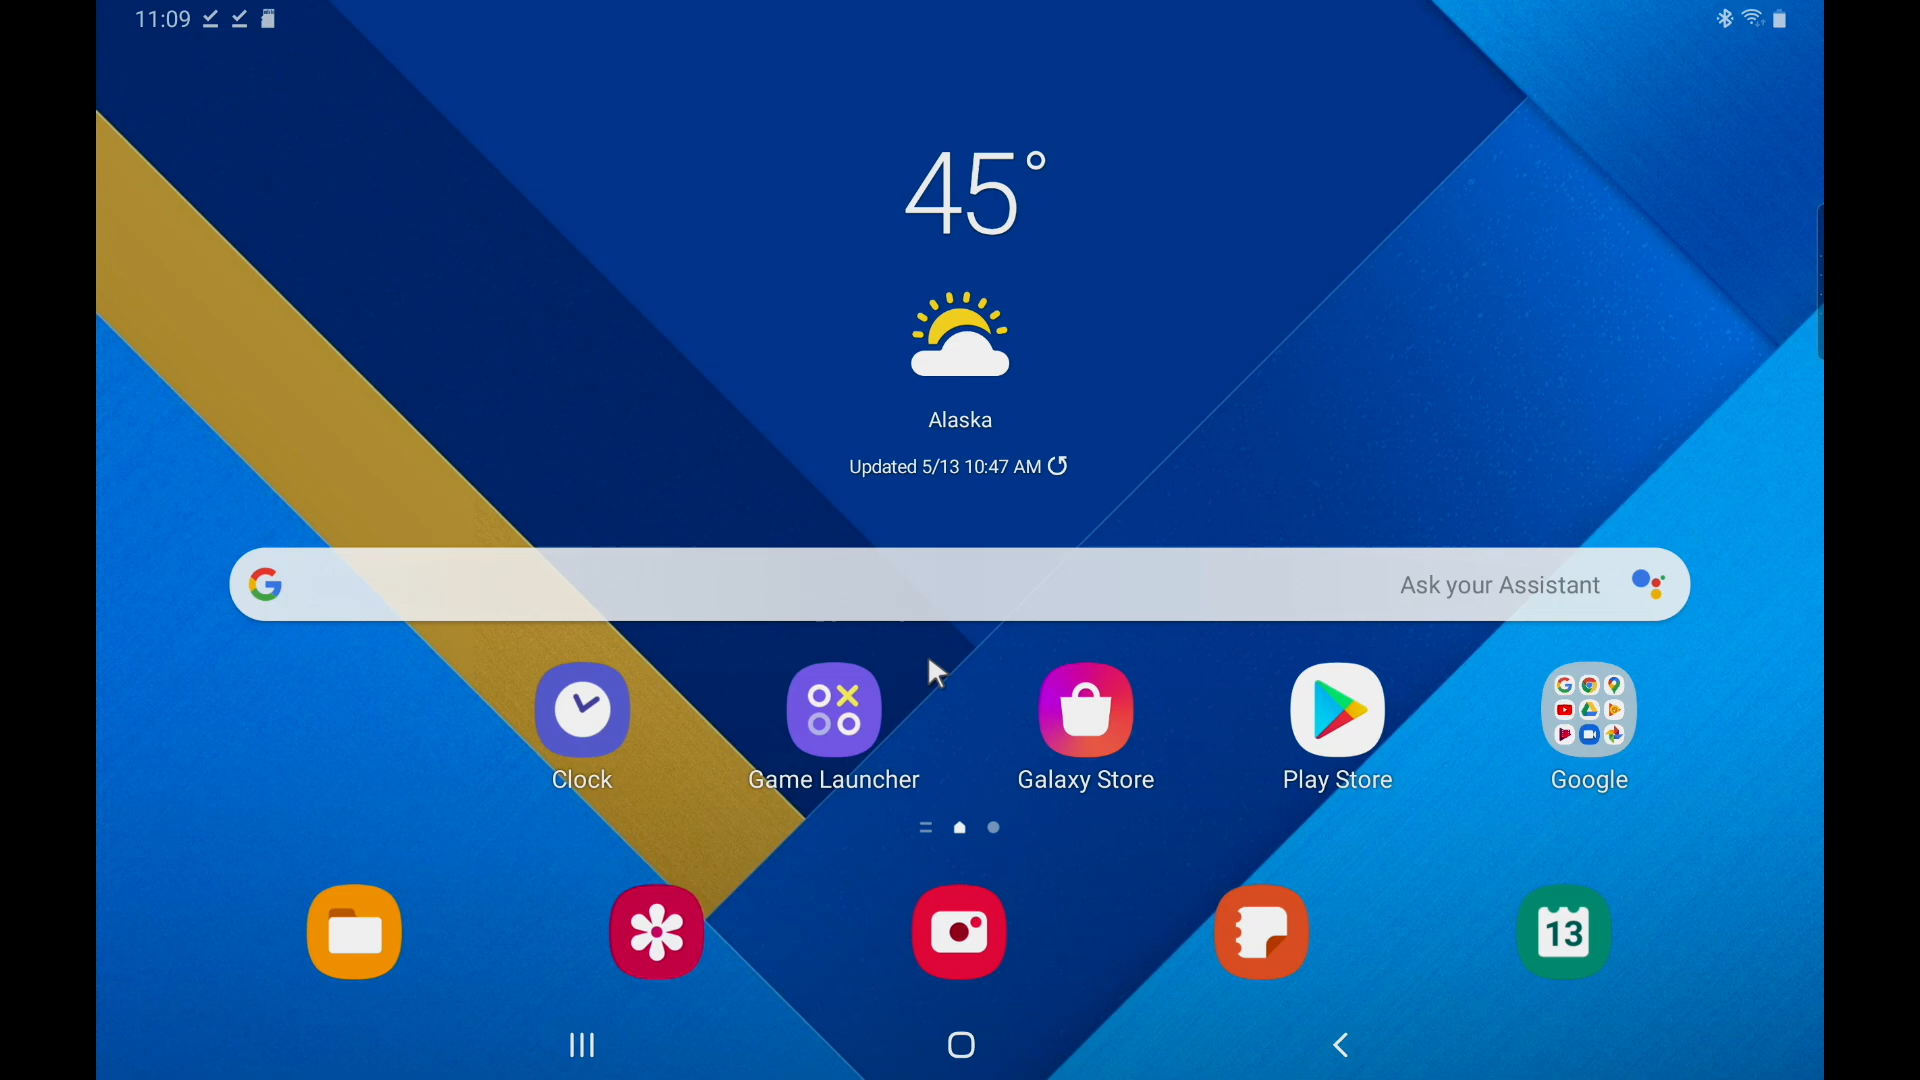 11:09
45°
Alaska
Updated 5/13 10:47 AM
Ask your Assistant
Clock
Game Launcher
Galaxy Store
Play Store
Google
13